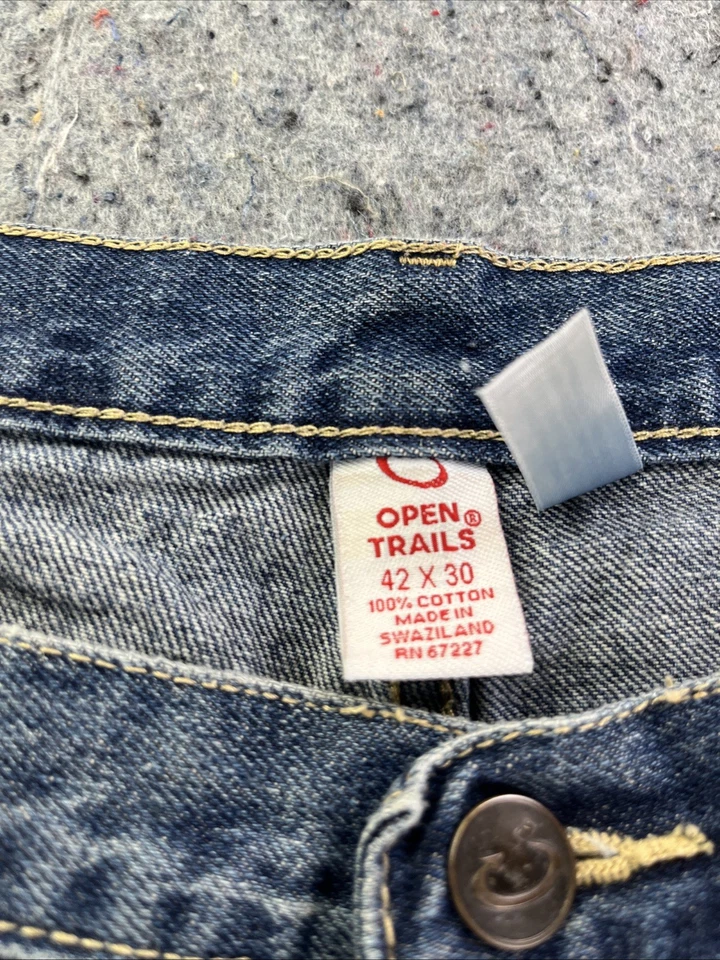 OPEN®
TRAILS
42 X 30
100% COTTON
MADE IN
SWAZILAND
RN 67227